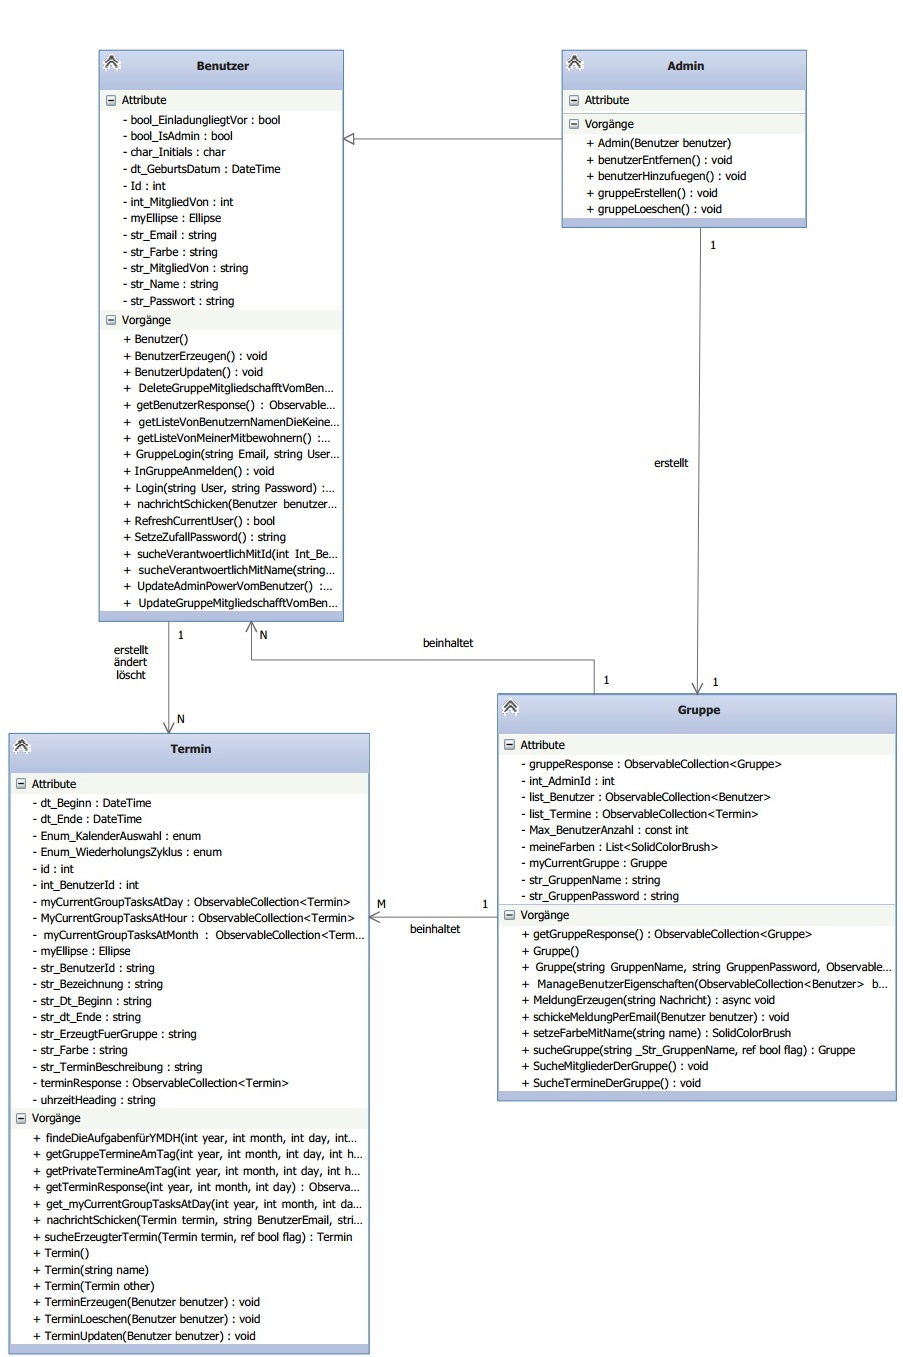 Benutzer
Attribute
- bool_EinladungliegtVor : bool
- bool_IsAdmin : bool
- char_Initials : char
- dt_GeburtsDatum : DateTime
- Id : int
- int_MitgliedVon : int
- myEllipse : Ellipse
- str_Email : string
- str_Farbe : string
- str_MitgliedVon : string
- str_Name : string
- str_Passwort : string
Vorgänge
+ Benutzer()
+ BenutzerErzeugen() : void
+ BenutzerUpdaten() : void
+ DeleteGruppeMitgliedschafftVomBen...
+ getBenutzerResponse() : Observable...
+ getListeVonBenutzernNamenDieKeine...
+ getListeVonMeinerMitbewohnern() :...
+ GruppeLogin(string Email, string User...
+ InGruppeAnmelden() : void
+ Login(string User, string Password) :...
+ nachrichtSchicken(Benutzer benutzer...
+ RefreshCurrentUser() : bool
+ SetzeZufallPassword() : string
+ sucheVerantwoertlichMitId(int Int_Be...
+ sucheVerantwoertlichMitName(string...
+ UpdateAdminPowerVomBenutzer() :...
+ UpdateGruppeMitgliedschafftVomBen...
Admin
Attribute
Vorgänge
+ Admin(Benutzer benutzer)
+ benutzerEntfernen() : void
+ benutzerHinzufuegen() : void
+ gruppeErstellen() : void
+ gruppeLoeschen() : void
1
erstellt
1
1
erstellt
ändert
löscht
N
N
beinhaltet
1
Termin
Attribute
- dt_Beginn : DateTime
- dt_Ende : DateTime
- Enum_KalenderAuswahl : enum
- Enum_WiederholungsZyklus : enum
- id : int
- int_BenutzerId : int
- myCurrentGroupTasksAtDay : ObservableCollection<Termin>
- MyCurrentGroupTasksAtHour : ObservableCollection<Termin>
- myCurrentGroupTasksAtMonth : ObservableCollection<Term...
- myEllipse : Ellipse
- str_BenutzerId : string
- str_Bezeichnung : string
- str_Dt_Beginn : string
- str_dt_Ende : string
- str_ErzeugtFuerGruppe : string
- str_Farbe : string
- str_TerminBeschreibung : string
- terminResponse : ObservableCollection<Termin>
- uhrzeitHeading : string
Vorgänge
+ findeDieAufgabenfürYMDH(int year, int month, int day, int...
+ getGruppeTermineAmTag(int year, int month, int day, int h...
+ getPrivateTermineAmTag(int year, int month, int day, int h...
+ getTerminResponse(int year, int month, int day) : Observa...
+ get_myCurrentGroupTasksAtDay(int year, int month, int da...
+ nachrichtSchicken(Termin termin, string BenutzerEmail, stri...
+ sucheErzeugterTermin(Termin termin, ref bool flag) : Termin
+ Termin()
+ Termin(string name)
+ Termin(Termin other)
+ TerminErzeugen(Benutzer benutzer) : void
+ TerminLoeschen(Benutzer benutzer) : void
+ TerminUpdaten(Benutzer benutzer) : void
M
1
beinhaltet
Gruppe
Attribute
- gruppeResponse : ObservableCollection<Gruppe>
- int_AdminId : int
- list_Benutzer : ObservableCollection<Benutzer>
- list_Termine : ObservableCollection<Termin>
- Max_BenutzerAnzahl : const int
- meineFarben : List<SolidColorBrush>
- myCurrentGruppe : Gruppe
- str_GruppenName : string
- str_GruppenPassword : string
Vorgänge
+ getGruppeResponse() : ObservableCollection<Gruppe>
+ Gruppe()
+ Gruppe(string GruppenName, string GruppenPassword, Observable...
+ ManageBenutzerEigenschaften(ObservableCollection<Benutzer> b...
+ MeldungErzeugen(string Nachricht) : async void
+ schickeMeldungPerEmail(Benutzer benutzer) : void
+ setzeFarbeMitName(string name) : SolidColorBrush
+ sucheGruppe(string _Str_GruppenName, ref bool flag) : Gruppe
+ SucheMitgliederDerGruppe() : void
+ SucheTermineDerGruppe() : void